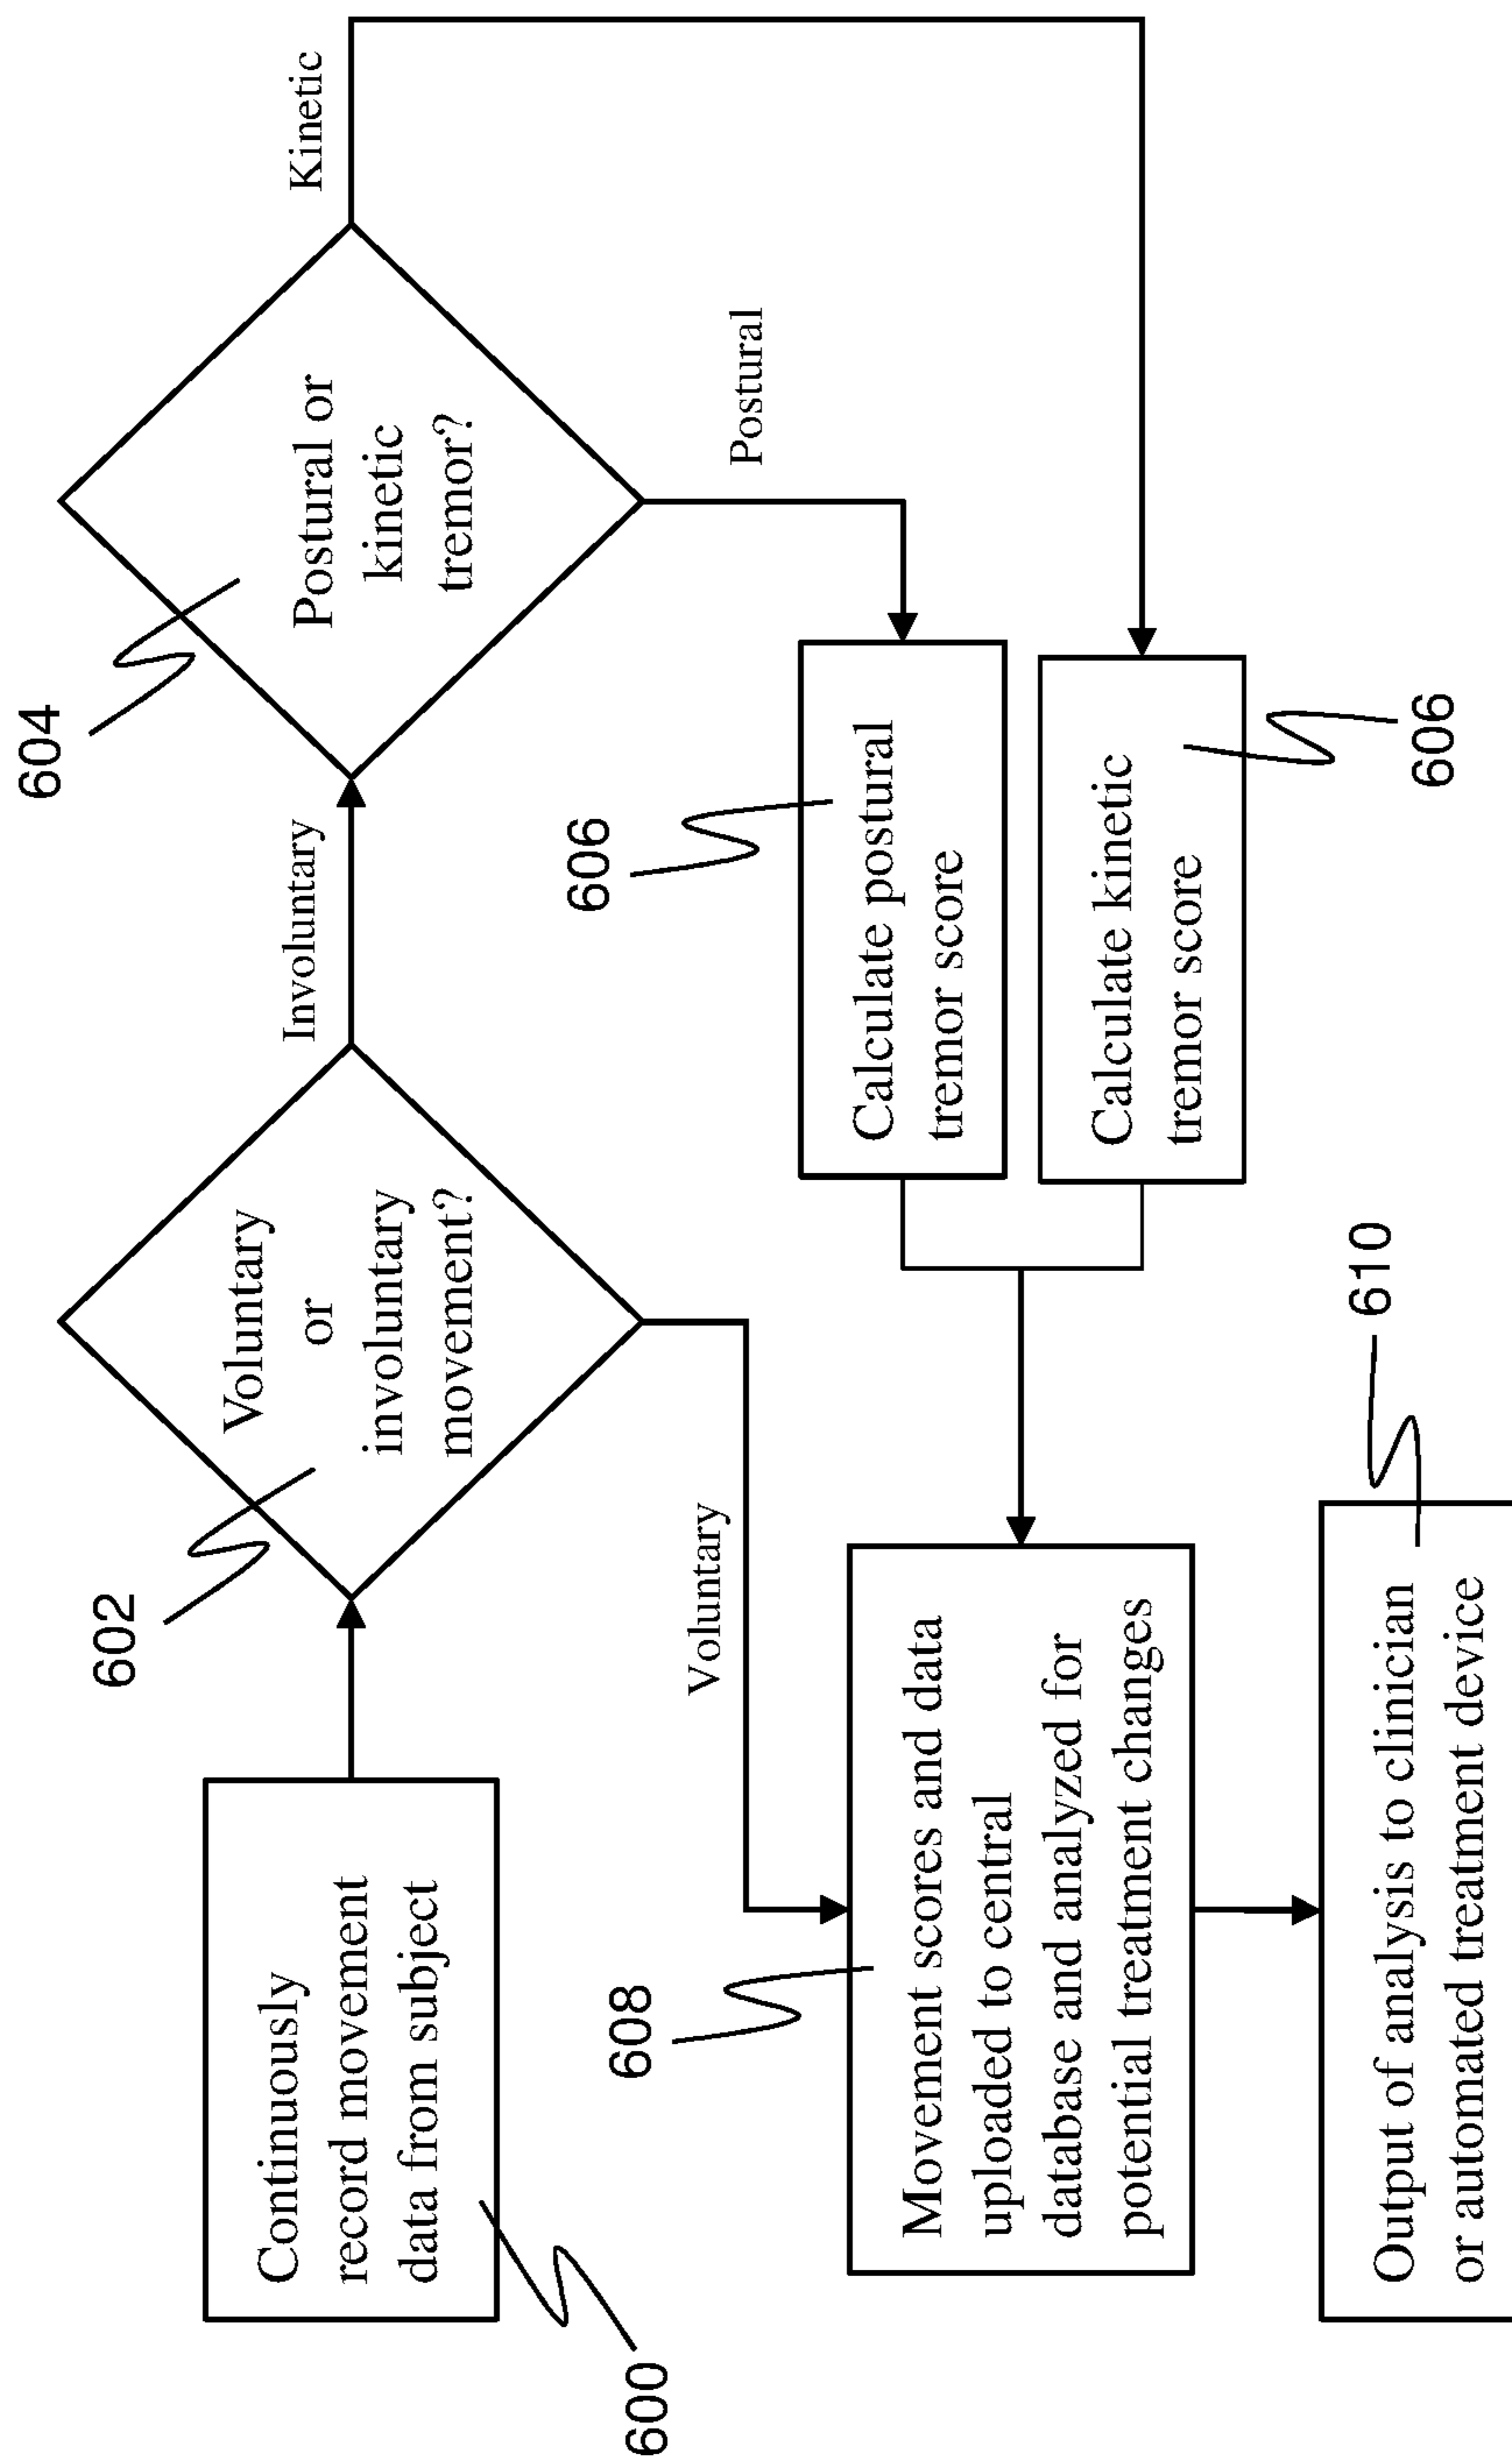 600
Continuously
record movement
data from subject
602
Voluntary
or
involuntary
movement?
Involuntary
604
Postural or
kinetic
tremor?
Kinetic
Postural
Voluntary
606
Calculate postural
tremor score
Calculate kinetic
tremor score
606
608
Movement scores and data
uploaded to central
database and analyzed for
potential treatment changes
610
Output of analysis to clinician
or automated treatment device